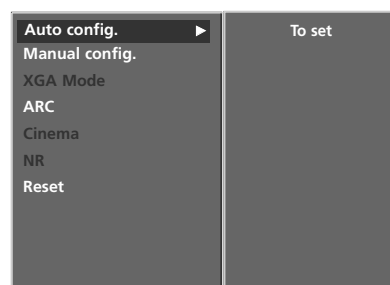 Auto config. ▶ To set
Manual config.
XGA Mode
ARC
Cinema
NR
Reset